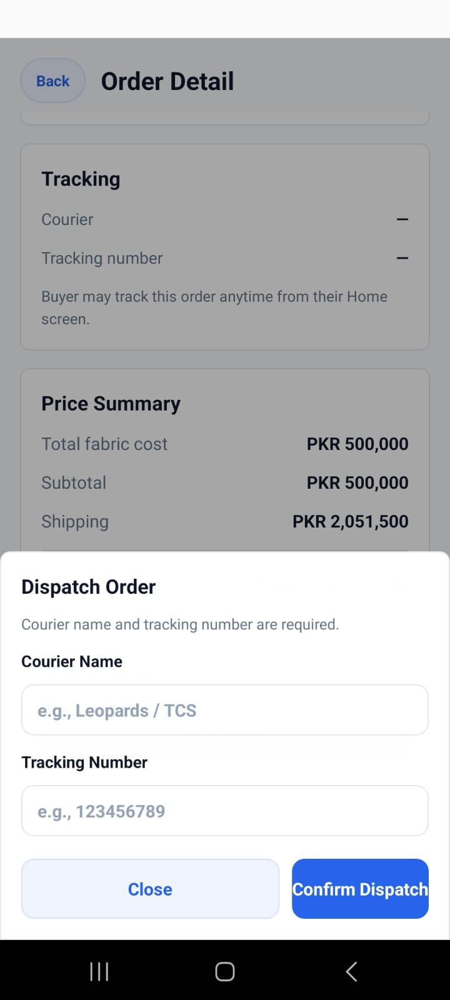 Back
Order Detail
Tracking
Courier –
Tracking number –
Buyer may track this order anytime from their Home
screen.
Price Summary
Total fabric cost PKR 500,000
Subtotal PKR 500,000
Shipping PKR 2,051,500
Dispatch Order
Courier name and tracking number are required.
Courier Name
e.g., Leopards / TCS
Tracking Number
e.g., 123456789
Close
Confirm Dispatch